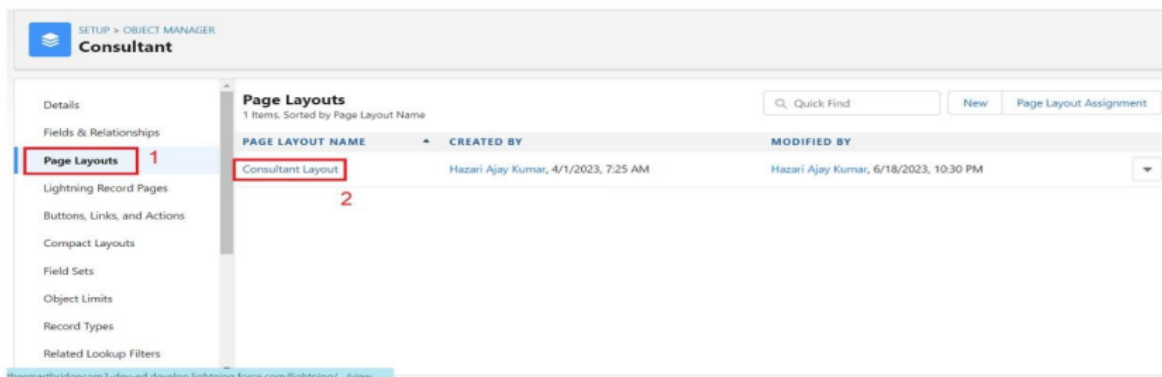 SETUP > OBJECT MANAGER
Consultant
Details
Fields & Relationships
Page Layouts 1
Lightning Record Pages
Buttons, Links, and Actions
Compact Layouts
Field Sets
Object Limits
Record Types
Related Lookup Filters
Page Layouts
1 Items, Sorted by Page Layout Name
Quick Find
New
Page Layout Assignment
PAGE LAYOUT NAME CREATED BY MODIFIED BY
Consultant Layout Hazari Ajay Kumar, 4/1/2023, 7:25 AM Hazari Ajay Kumar, 6/18/2023, 10:30 PM
2